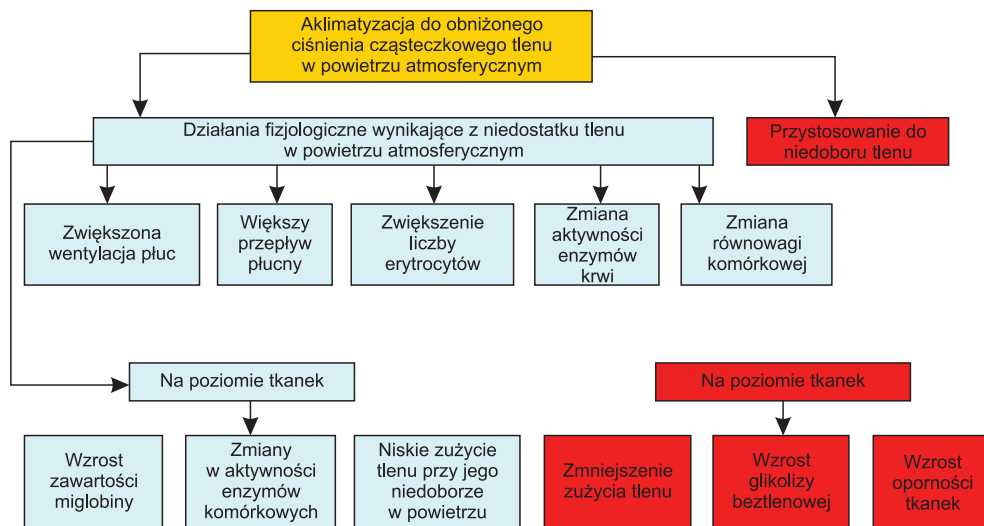 Aklimatyzacja do obniżonego
ciśnienia cząsteczkowego tlenu
w powietrzu atmosferycznym
Działania fizjologiczne wynikające z niedostatku tlenu
w powietrzu atmosferycznym
Przystosowanie do
niedoboru tlenu
Zwiększona
wentylacja płuc
Większy
przepływ
płucny
Zwiększenie
liczby
erytrocytów
Zmiana
aktywności
enzymów
krwi
Zmiana
równowagi
komórkowej
Na poziomie tkanek
Na poziomie tkanek
Wzrost
zawartości
miglobiny
Zmiany
w aktywności
enzymów
komórkowych
Niskie zużycie
tlenu przy jego
niedoborze
w powietrzu
Zmniejszenie
zużycia tlenu
Wzrost
glikolizy
beztlenowej
Wzrost
oporności
tkanek